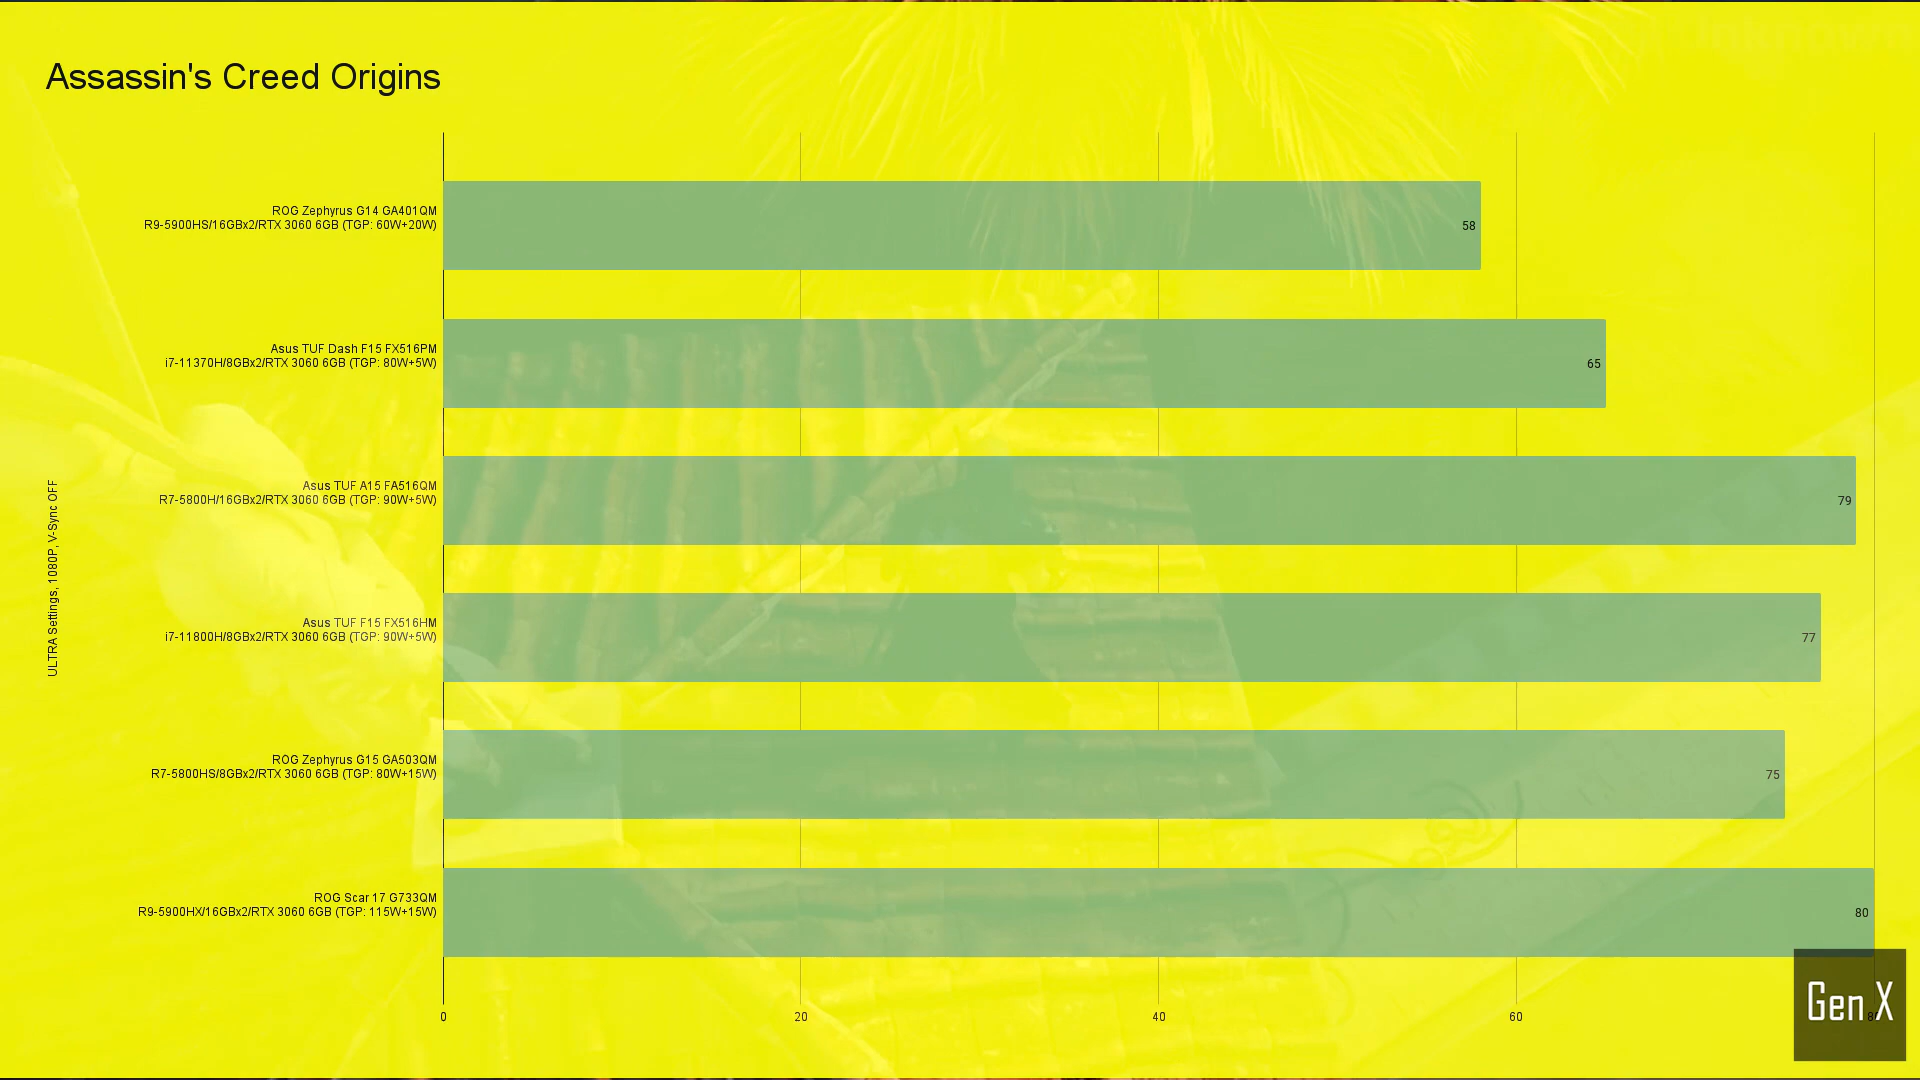 Assassin's Creed Origins
ROG Zephyrus G14 GA401QM
R9-5900HS/16GBx2/RTX 3060 6GB (TGP: 60W+20W)
58
Asus TUF Dash F15 FX516PM
i7-11370H/8GBx2/RTX 3060 6GB (TGP: 80W+5W)
65
Asus TUF A15 FA516QM
R7-5800H/16GBx2/RTX 3060 6GB (TGP: 90W+5W)
79
Asus TUF F15 FX516HM
i7-11800H/8GBx2/RTX 3060 6GB (TGP: 90W+5W)
77
ROG Zephyrus G15 GA503QM
R7-5800HS/8GBx2/RTX 3060 6GB (TGP: 80W+15W)
75
ROG Scar 17 G733QM
R9-5900HX/16GBx2/RTX 3060 6GB (TGP: 115W+15W)
80
ULTRA Settings, 1080P, V-Sync OFF
0 20 40 60
Gen X